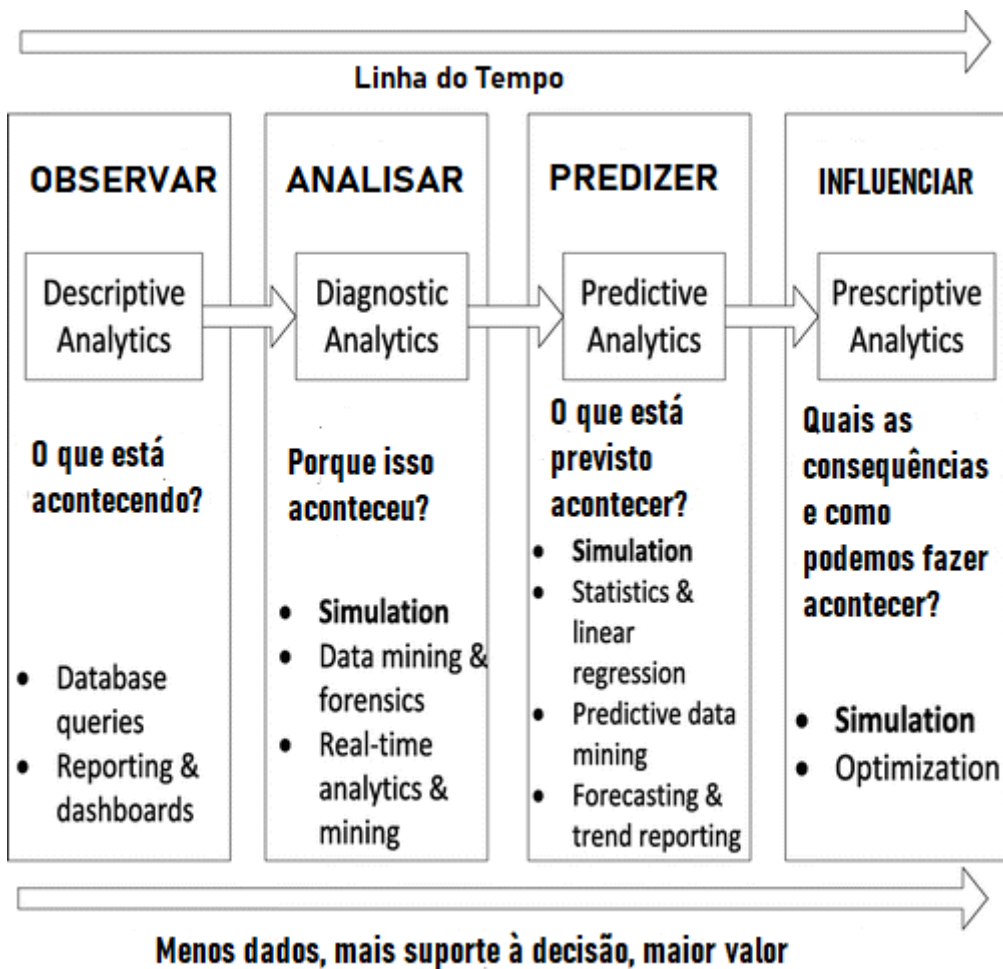 Linha do Tempo
OBSERVAR
Descriptive
Analytics
O que está
acontecendo?
• Database
queries
• Reporting &
dashboards
ANALISAR
Diagnostic
Analytics
Porque isso
aconteceu?
• Simulation
• Data mining &
forensics
• Real-time
analytics &
mining
PREDIZER
Predictive
Analytics
O que está
previsto
acontecer?
• Simulation
• Statistics &
linear
regression
• Predictive data
mining
• Forecasting &
trend reporting
INFLUENCIAR
Prescriptive
Analytics
Quais as
consequências
e como
podemos fazer
acontecer?
• Simulation
• Optimization
Menos dados, mais suporte à decisão, maior valor